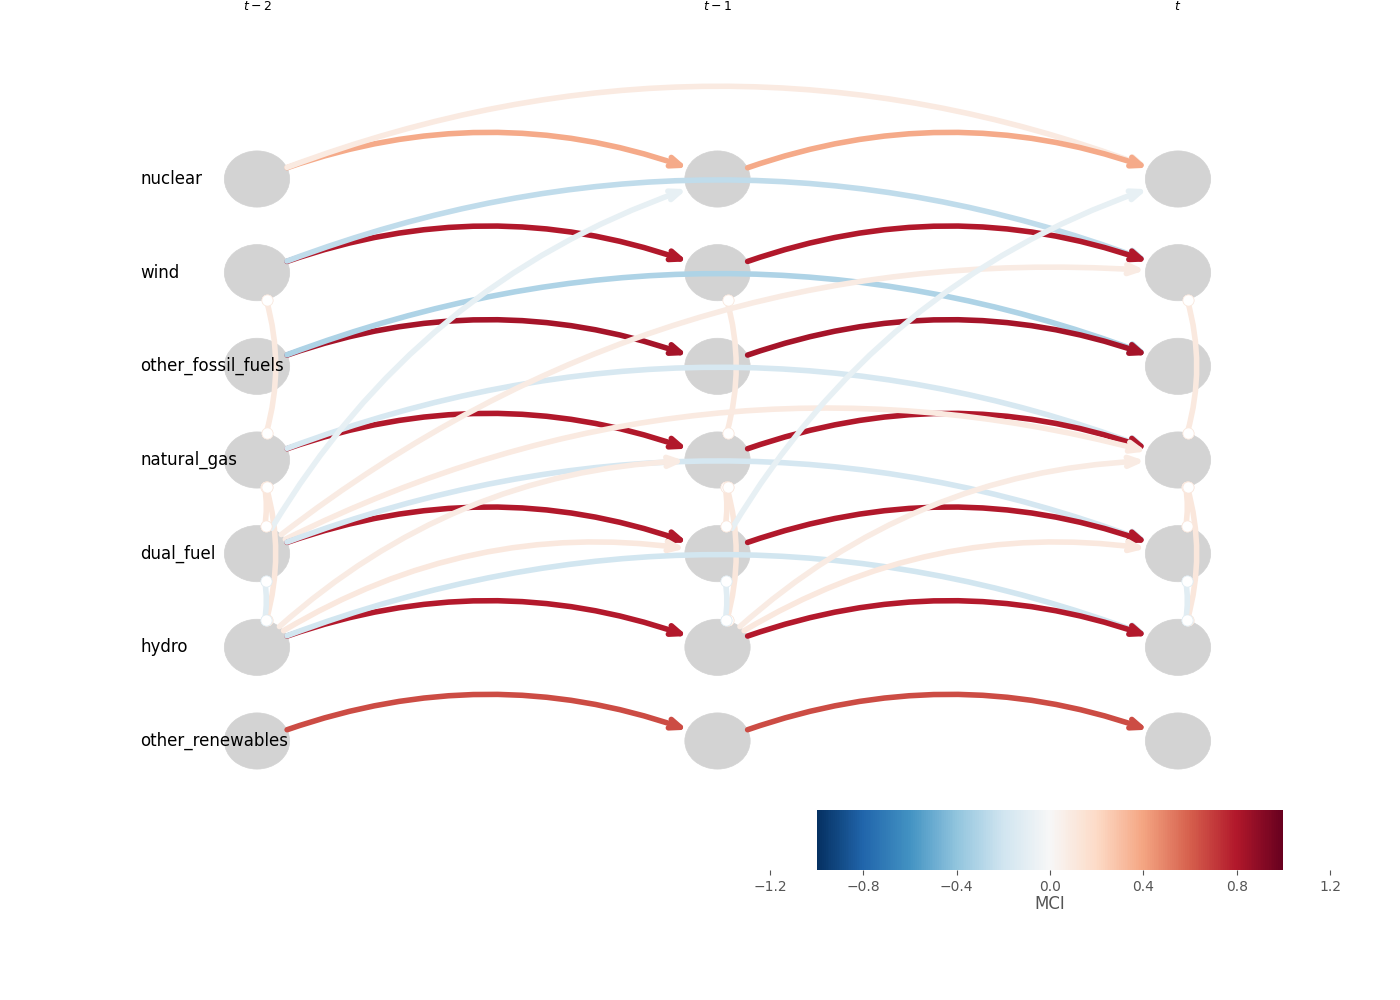 t − 2 t − 1 t
nuclear
wind
other_fossil_fuels
natural_gas
dual_fuel
hydro
other_renewables
−1.2 −0.8 −0.4 0.0 0.4 0.8 1.2
MCI